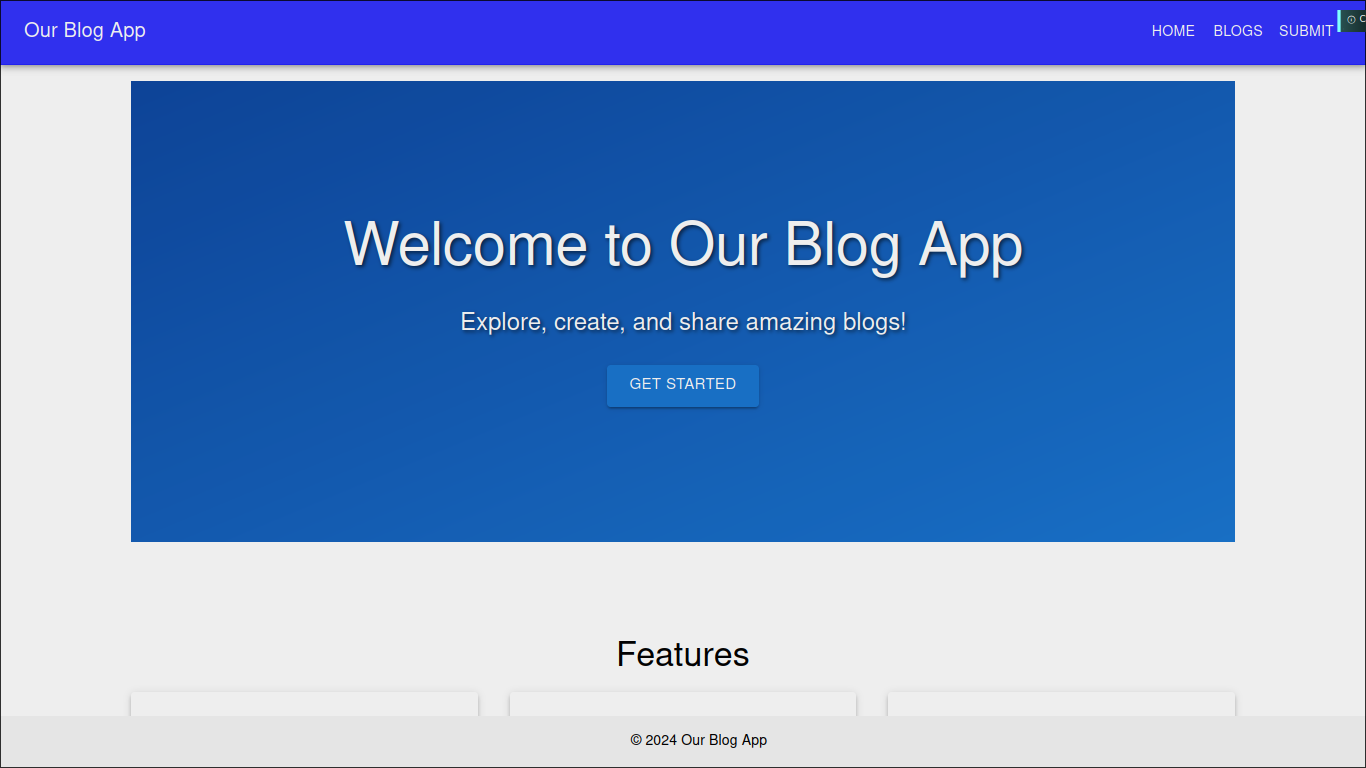 Our Blog App
HOME BLOGS SUBMIT
Welcome to Our Blog App
Explore, create, and share amazing blogs!
GET STARTED
Features
© 2024 Our Blog App